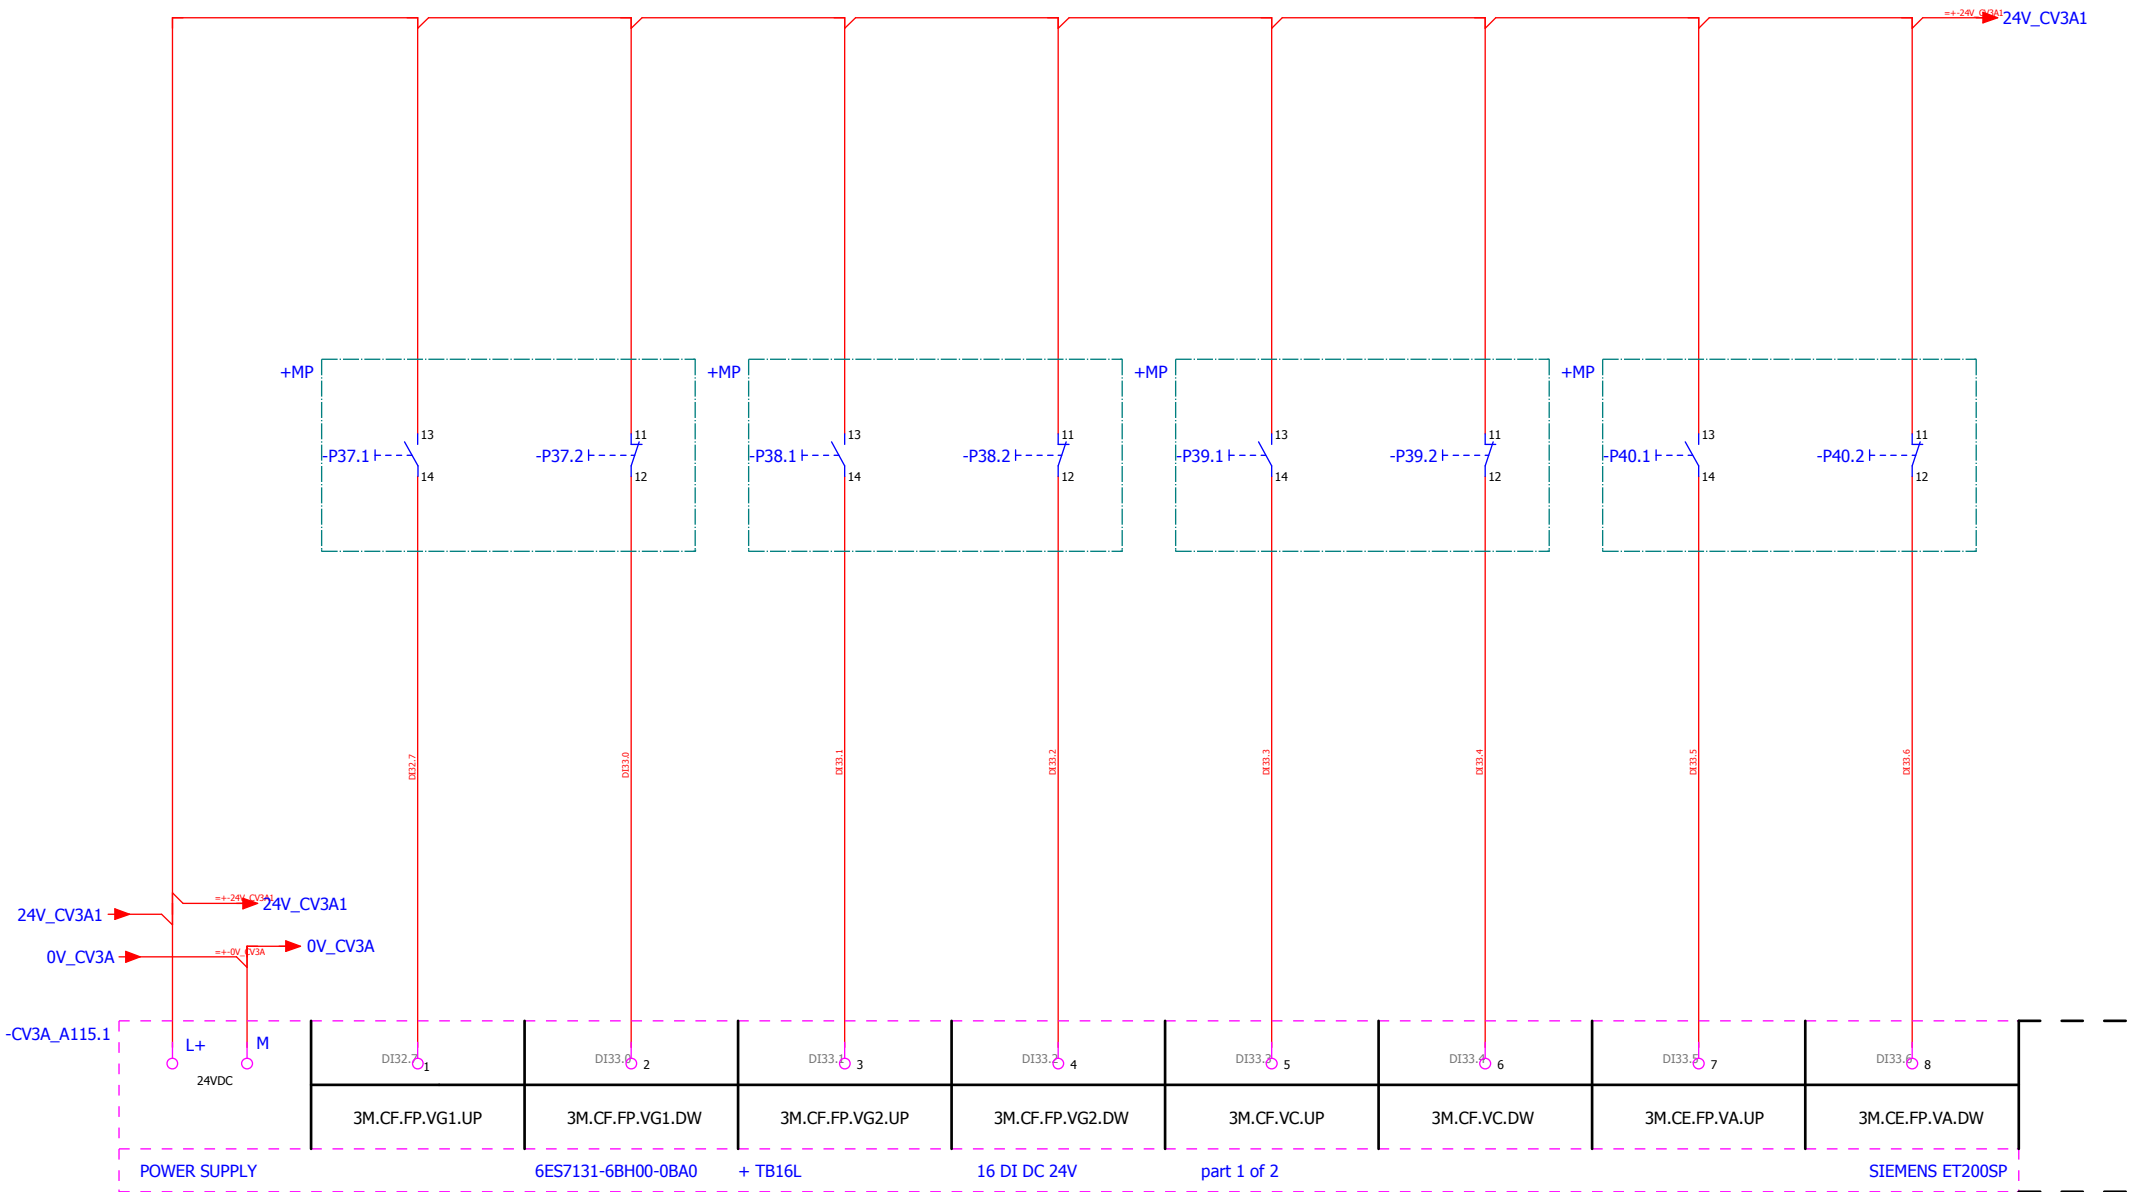 =+-24V_CV3A1
24V_CV3A1
+MP
+MP
+MP
+MP
13
11
13
11
13
11
13
11
-P37.1
-P37.2
-P38.1
-P38.2
-P39.1
-P39.2
-P40.1
-P40.2
14
12
14
12
14
12
14
12
DI32.7
DI33.0
DI33.1
DI33.2
DI33.3
DI33.4
DI33.5
DI33.6
=+-24V_CV3A1
24V_CV3A1
24V_CV3A1
0V_CV3A
0V_CV3A
=+-0V_CV3A
-CV3A_A115.1
L+
M
24VDC
DI32.7
1
DI33.0
2
DI33.1
3
DI33.2
4
DI33.3
5
DI33.4
6
DI33.5
7
DI33.6
8
3M.CF.FP.VG1.UP
3M.CF.FP.VG1.DW
3M.CF.FP.VG2.UP
3M.CF.FP.VG2.DW
3M.CF.VC.UP
3M.CF.VC.DW
3M.CE.FP.VA.UP
3M.CE.FP.VA.DW
POWER SUPPLY
6ES7131-6BH00-0BA0
+ TB16L
16 DI DC 24V
part 1 of 2
SIEMENS ET200SP